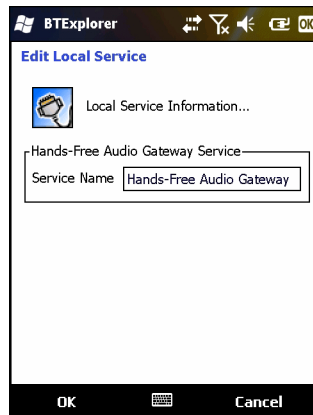 BTExplorer OK
Edit Local Service
Local Service Information...
Hands-Free Audio Gateway Service
Service Name Hands-Free Audio Gateway
OK Cancel